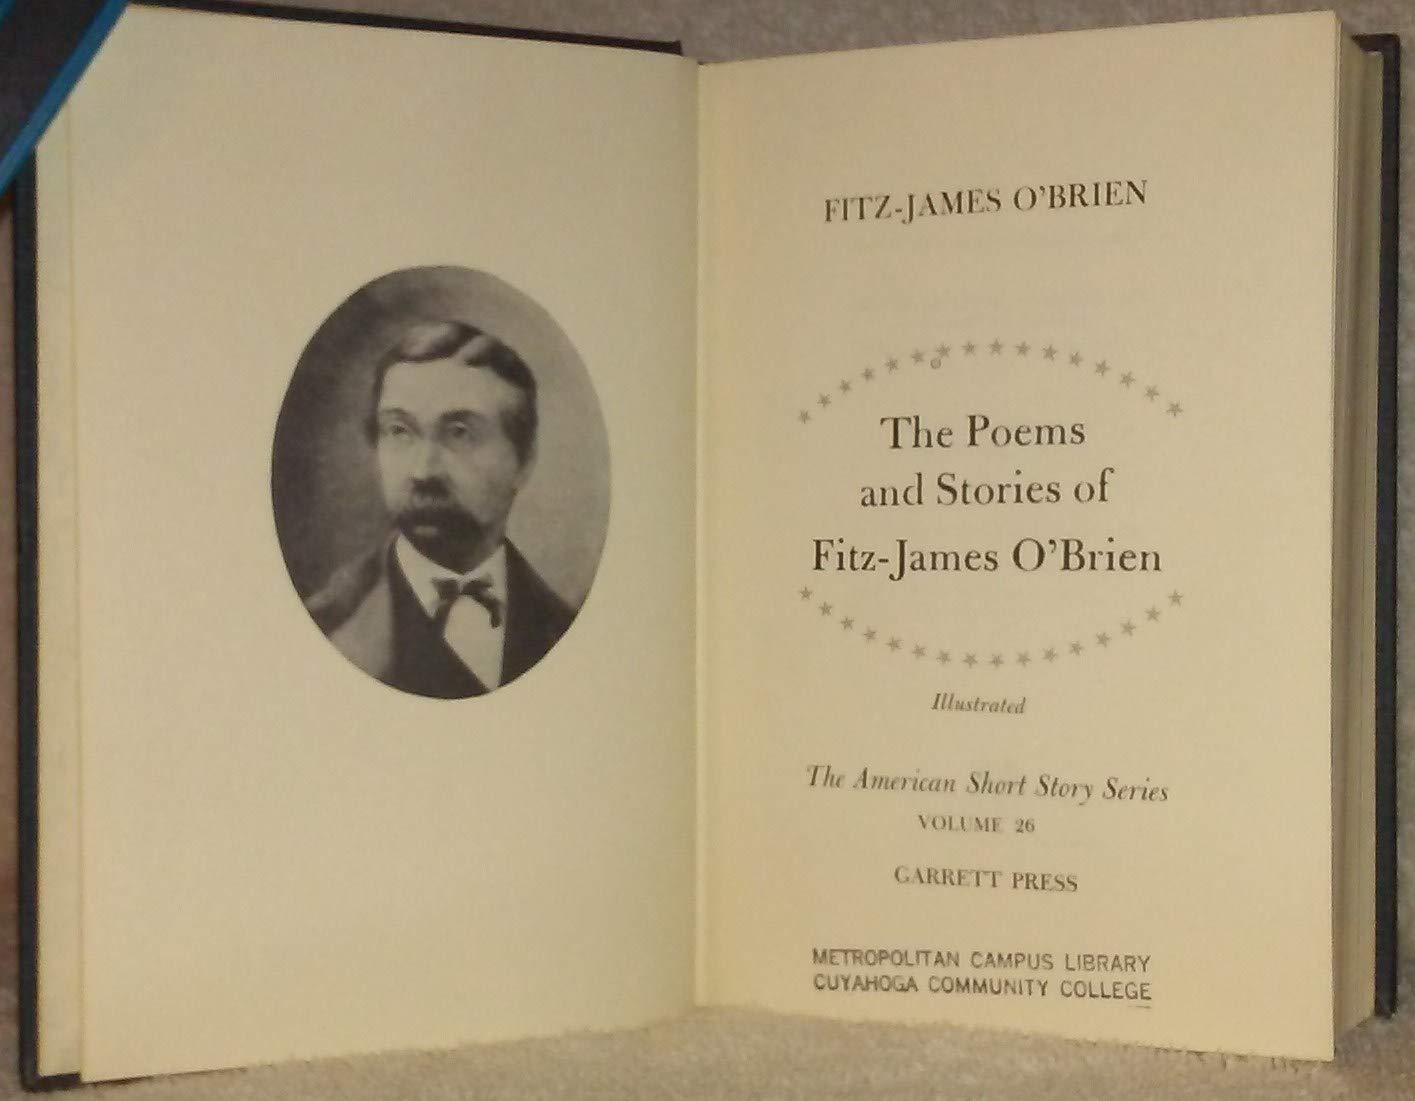 FITZ-JAMES O'BRIEN
The Poems
and Stories of
Fitz-James O'Brien
Illustrated
The American Short Story Series
VOLUME 26
GARRETT PRESS
METROPOLITAN CAMPUS LIBRARY
CUYAHOGA COMMUNITY COLLEGE